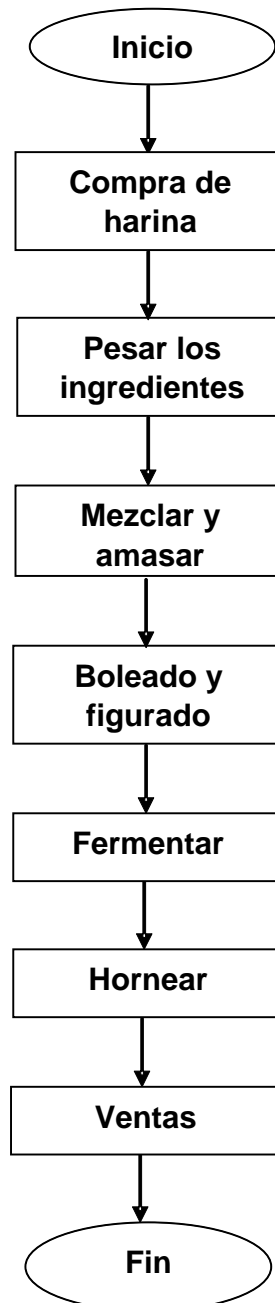 Inicio
Compra de
harina
Pesar los
ingredientes
Mezclar y
amasar
Boleado y
figurado
Fermentar
Hornear
Ventas
Fin